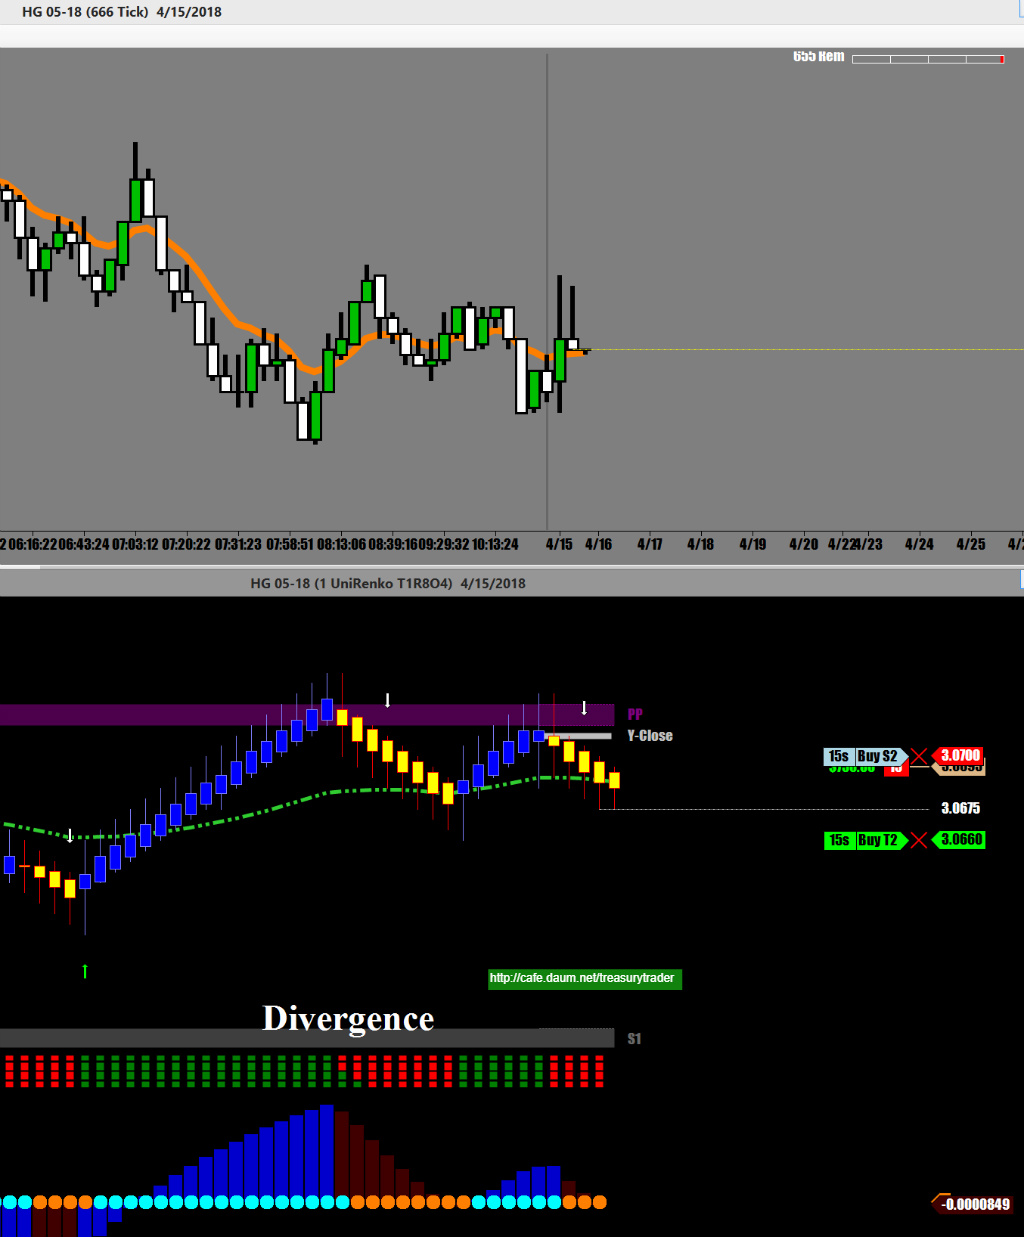 HG 05-18 (666 Tick)  4/15/2018
655 Rem
2 06:16:22 06:43:24 07:03:12 07:20:22 07:31:23 07:58:51 08:13:06 08:39:16 09:29:32 10:13:24 4/15 4/16 4/17 4/18 4/19 4/20 4/22 4/23 4/24 4/25
HG 05-18 (1 UniRenko T1R8O4)  4/15/2018
PP
Y-Close
15s Buy S2 3.0700
3.0675
15s Buy T2 3.0660
http://cafe.daum.net/treasurytrader
Divergence
S1
-0.0000849